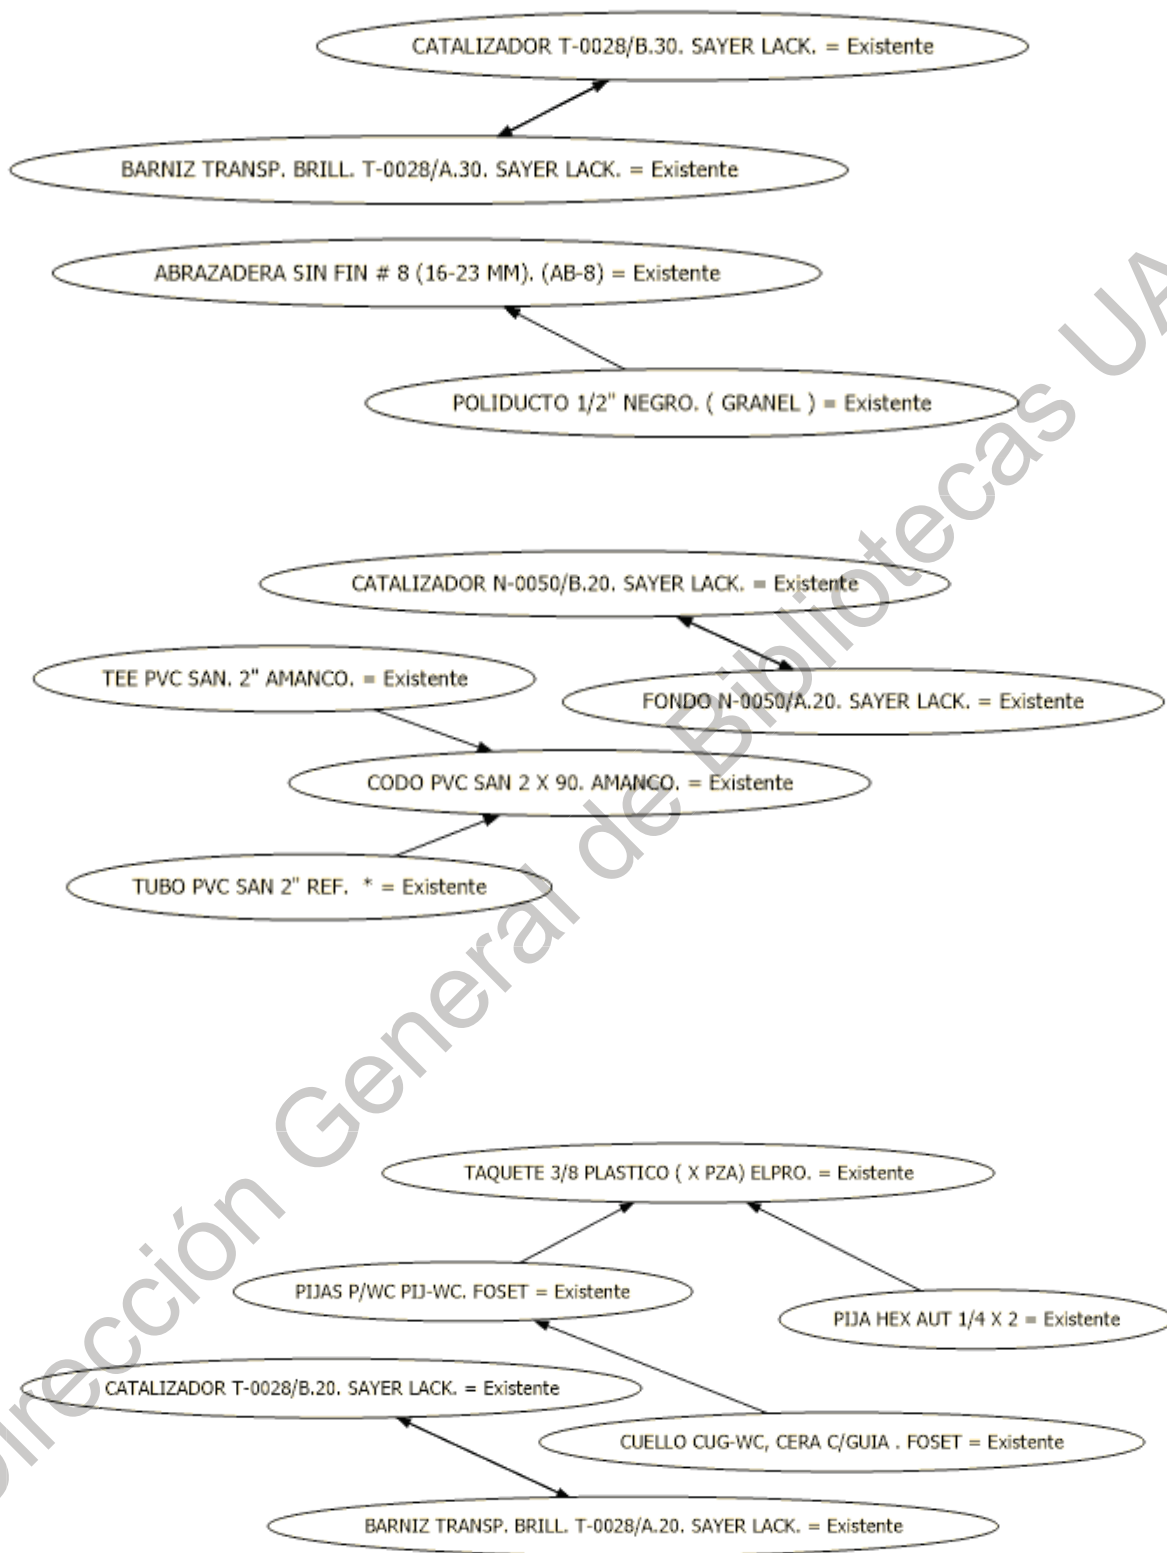 CATALIZADOR T-0028/B.30. SAYER LACK. = Existente
BARNIZ TRANSP. BRILL. T-0028/A.30. SAYER LACK. = Existente
ABRAZADERA SIN FIN # 8 (16-23 MM). (AB-8) = Existente
POLIDUCTO 1/2" NEGRO. ( GRANEL ) = Existente
CATALIZADOR N-0050/B.20. SAYER LACK. = Existente
TEE PVC SAN. 2" AMANCO. = Existente
FONDO N-0050/A.20. SAYER LACK. = Existente
CODO PVC SAN 2 X 90. AMANCO. = Existente
TUBO PVC SAN 2" REF.  * = Existente
TAQUETE 3/8 PLASTICO ( X PZA) ELPRO. = Existente
PIJAS P/WC PIJ-WC. FOSET = Existente
PIJA HEX AUT 1/4 X 2 = Existente
CATALIZADOR T-0028/B.20. SAYER LACK. = Existente
CUELLO CUG-WC, CERA C/GUIA . FOSET = Existente
BARNIZ TRANSP. BRILL. T-0028/A.20. SAYER LACK. = Existente
Dirección General de Bibliotecas UA